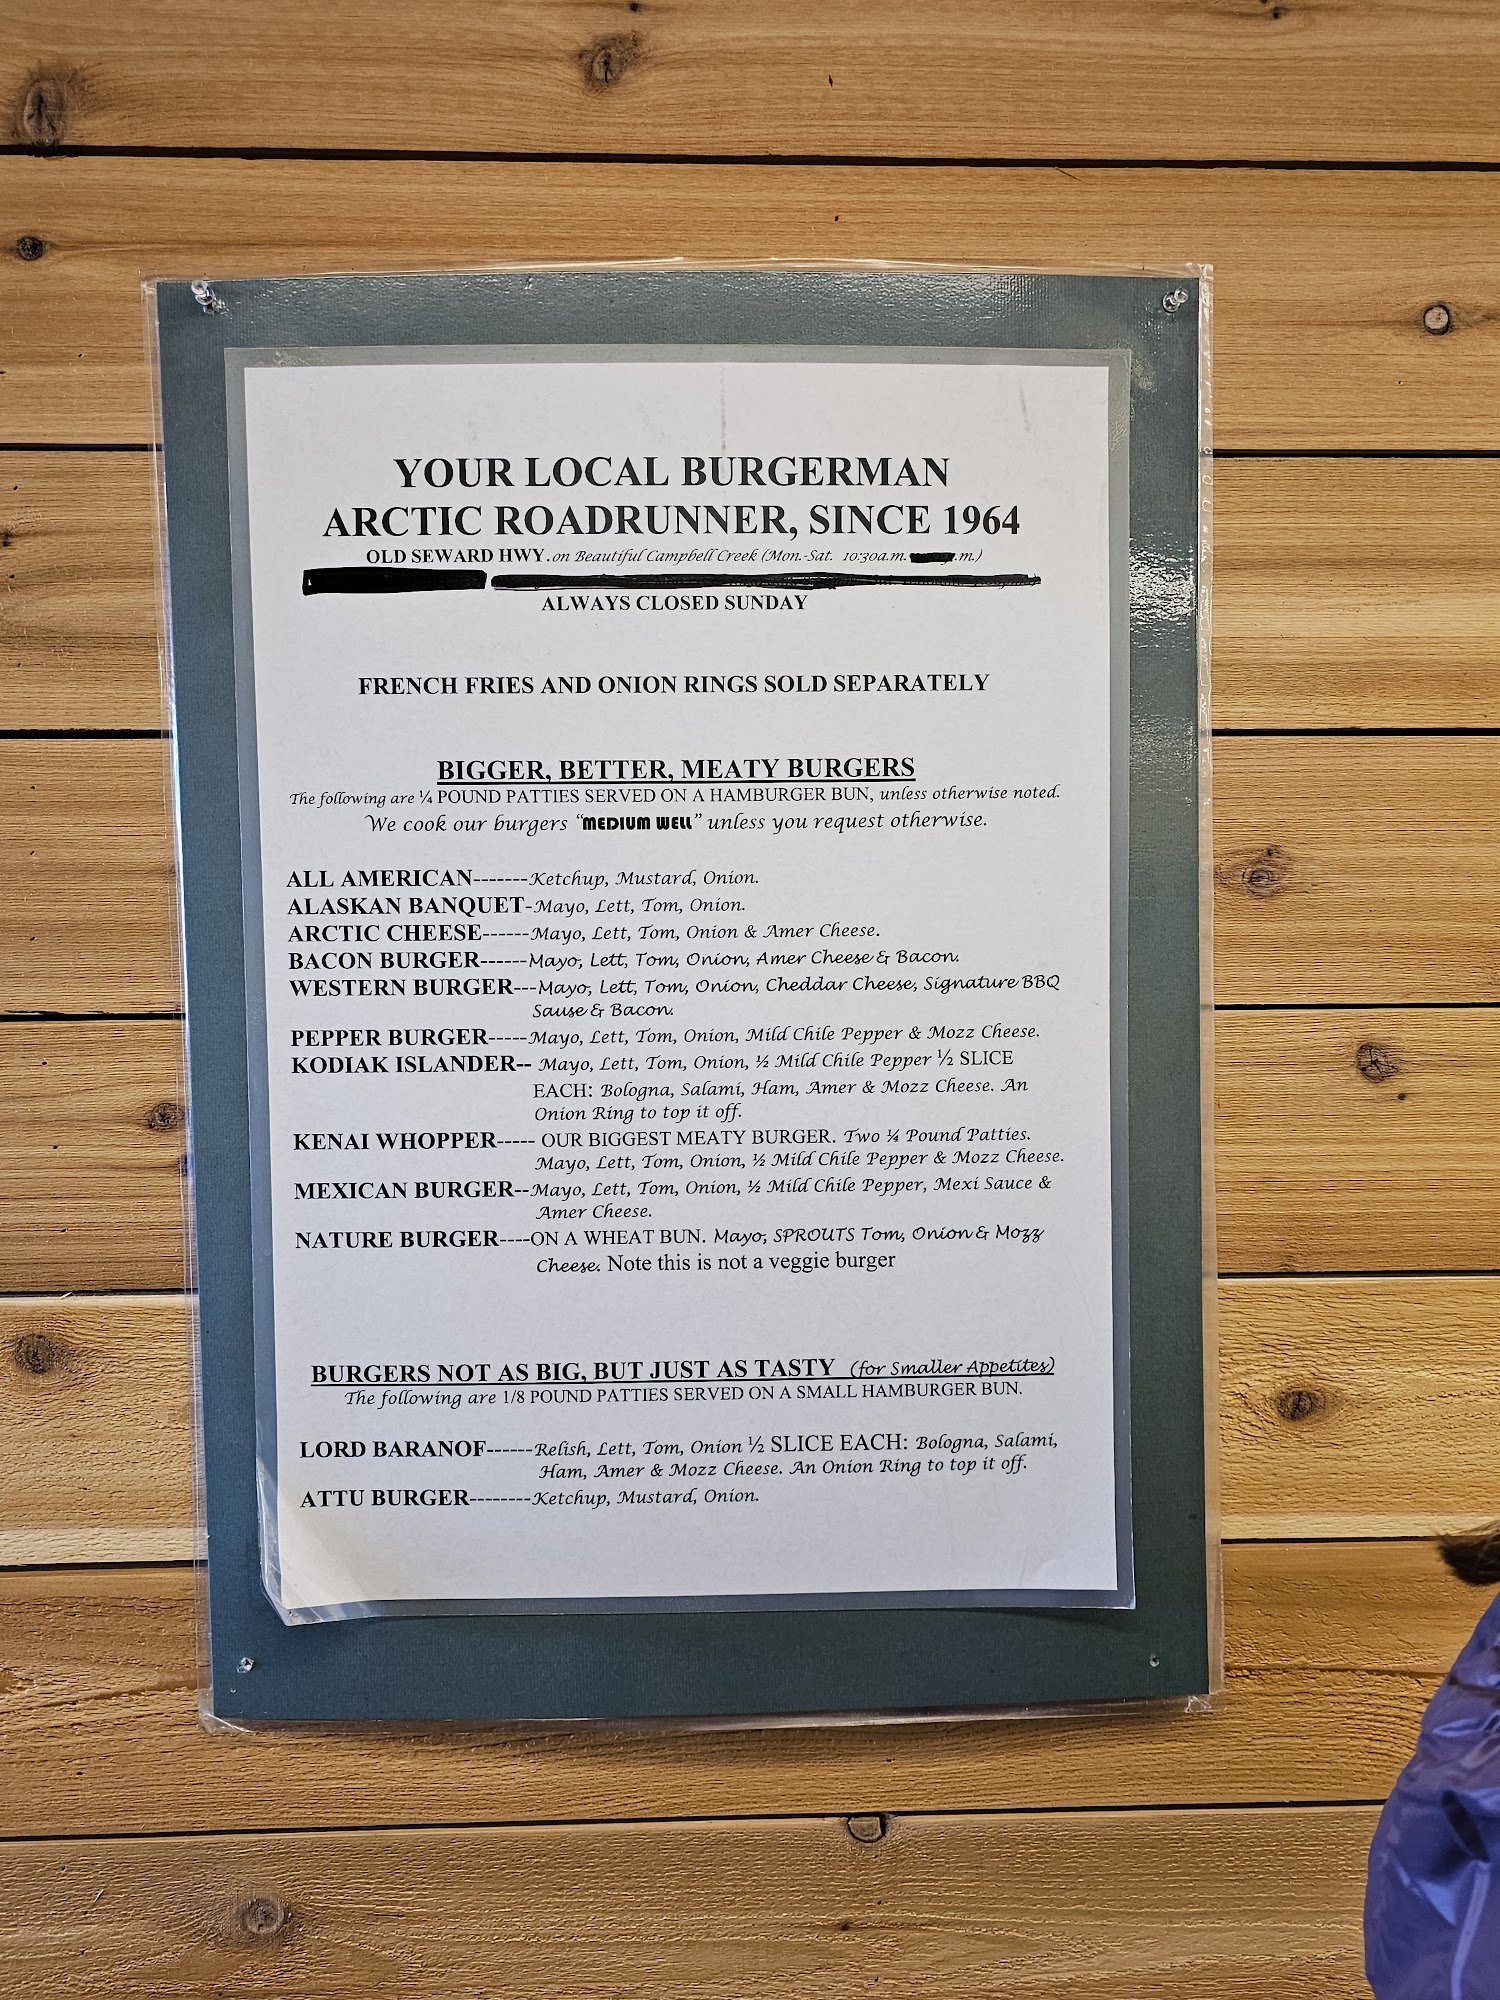 YOUR LOCAL BURGERMAN
ARCTIC ROADRUNNER, SINCE 1964
OLD SEWARD HWY. on Beautiful Campbell Creek (Mon.-Sat. 10:30a.m. .m.)
ALWAYS CLOSED SUNDAY
FRENCH FRIES AND ONION RINGS SOLD SEPARATELY
BIGGER, BETTER, MEATY BURGERS
The following are ¼ POUND PATTIES SERVED ON A HAMBURGER BUN, unless otherwise noted.
We cook our burgers "MEDIUM WELL" unless you request otherwise.
ALL AMERICAN-------Ketchup, Mustard, Onion.
ALASKAN BANQUET-Mayo, Lett, Tom, Onion.
ARCTIC CHEESE------Mayo, Lett, Tom, Onion & Amer Cheese.
BACON BURGER------Mayo, Lett, Tom, Onion, Amer Cheese & Bacon.
WESTERN BURGER---Mayo, Lett, Tom, Onion, Cheddar Cheese, Signature BBQ
Sause & Bacon.
PEPPER BURGER-----Mayo, Lett, Tom, Onion, Mild Chile Pepper & Mozz Cheese.
KODIAK ISLANDER-- Mayo, Lett, Tom, Onion, ½ Mild Chile Pepper ½ SLICE
EACH: Bologna, Salami, Ham, Amer & Mozz Cheese. An
Onion Ring to top it off.
KENAI WHOPPER----- OUR BIGGEST MEATY BURGER. Two ¼ Pound Patties.
Mayo, Lett, Tom, Onion, ½ Mild Chile Pepper & Mozz Cheese.
MEXICAN BURGER--Mayo, Lett, Tom, Onion, ½ Mild Chile Pepper, Mexi Sauce &
Amer Cheese.
NATURE BURGER----ON A WHEAT BUN. Mayo, SPROUTS Tom, Onion & Mozz
Cheese. Note this is not a veggie burger
BURGERS NOT AS BIG, BUT JUST AS TASTY (for Smaller Appetites)
The following are 1/8 POUND PATTIES SERVED ON A SMALL HAMBURGER BUN.
LORD BARANOF------Relish, Lett, Tom, Onion ½ SLICE EACH: Bologna, Salami,
Ham, Amer & Mozz Cheese. An Onion Ring to top it off.
ATTU BURGER--------Ketchup, Mustard, Onion.